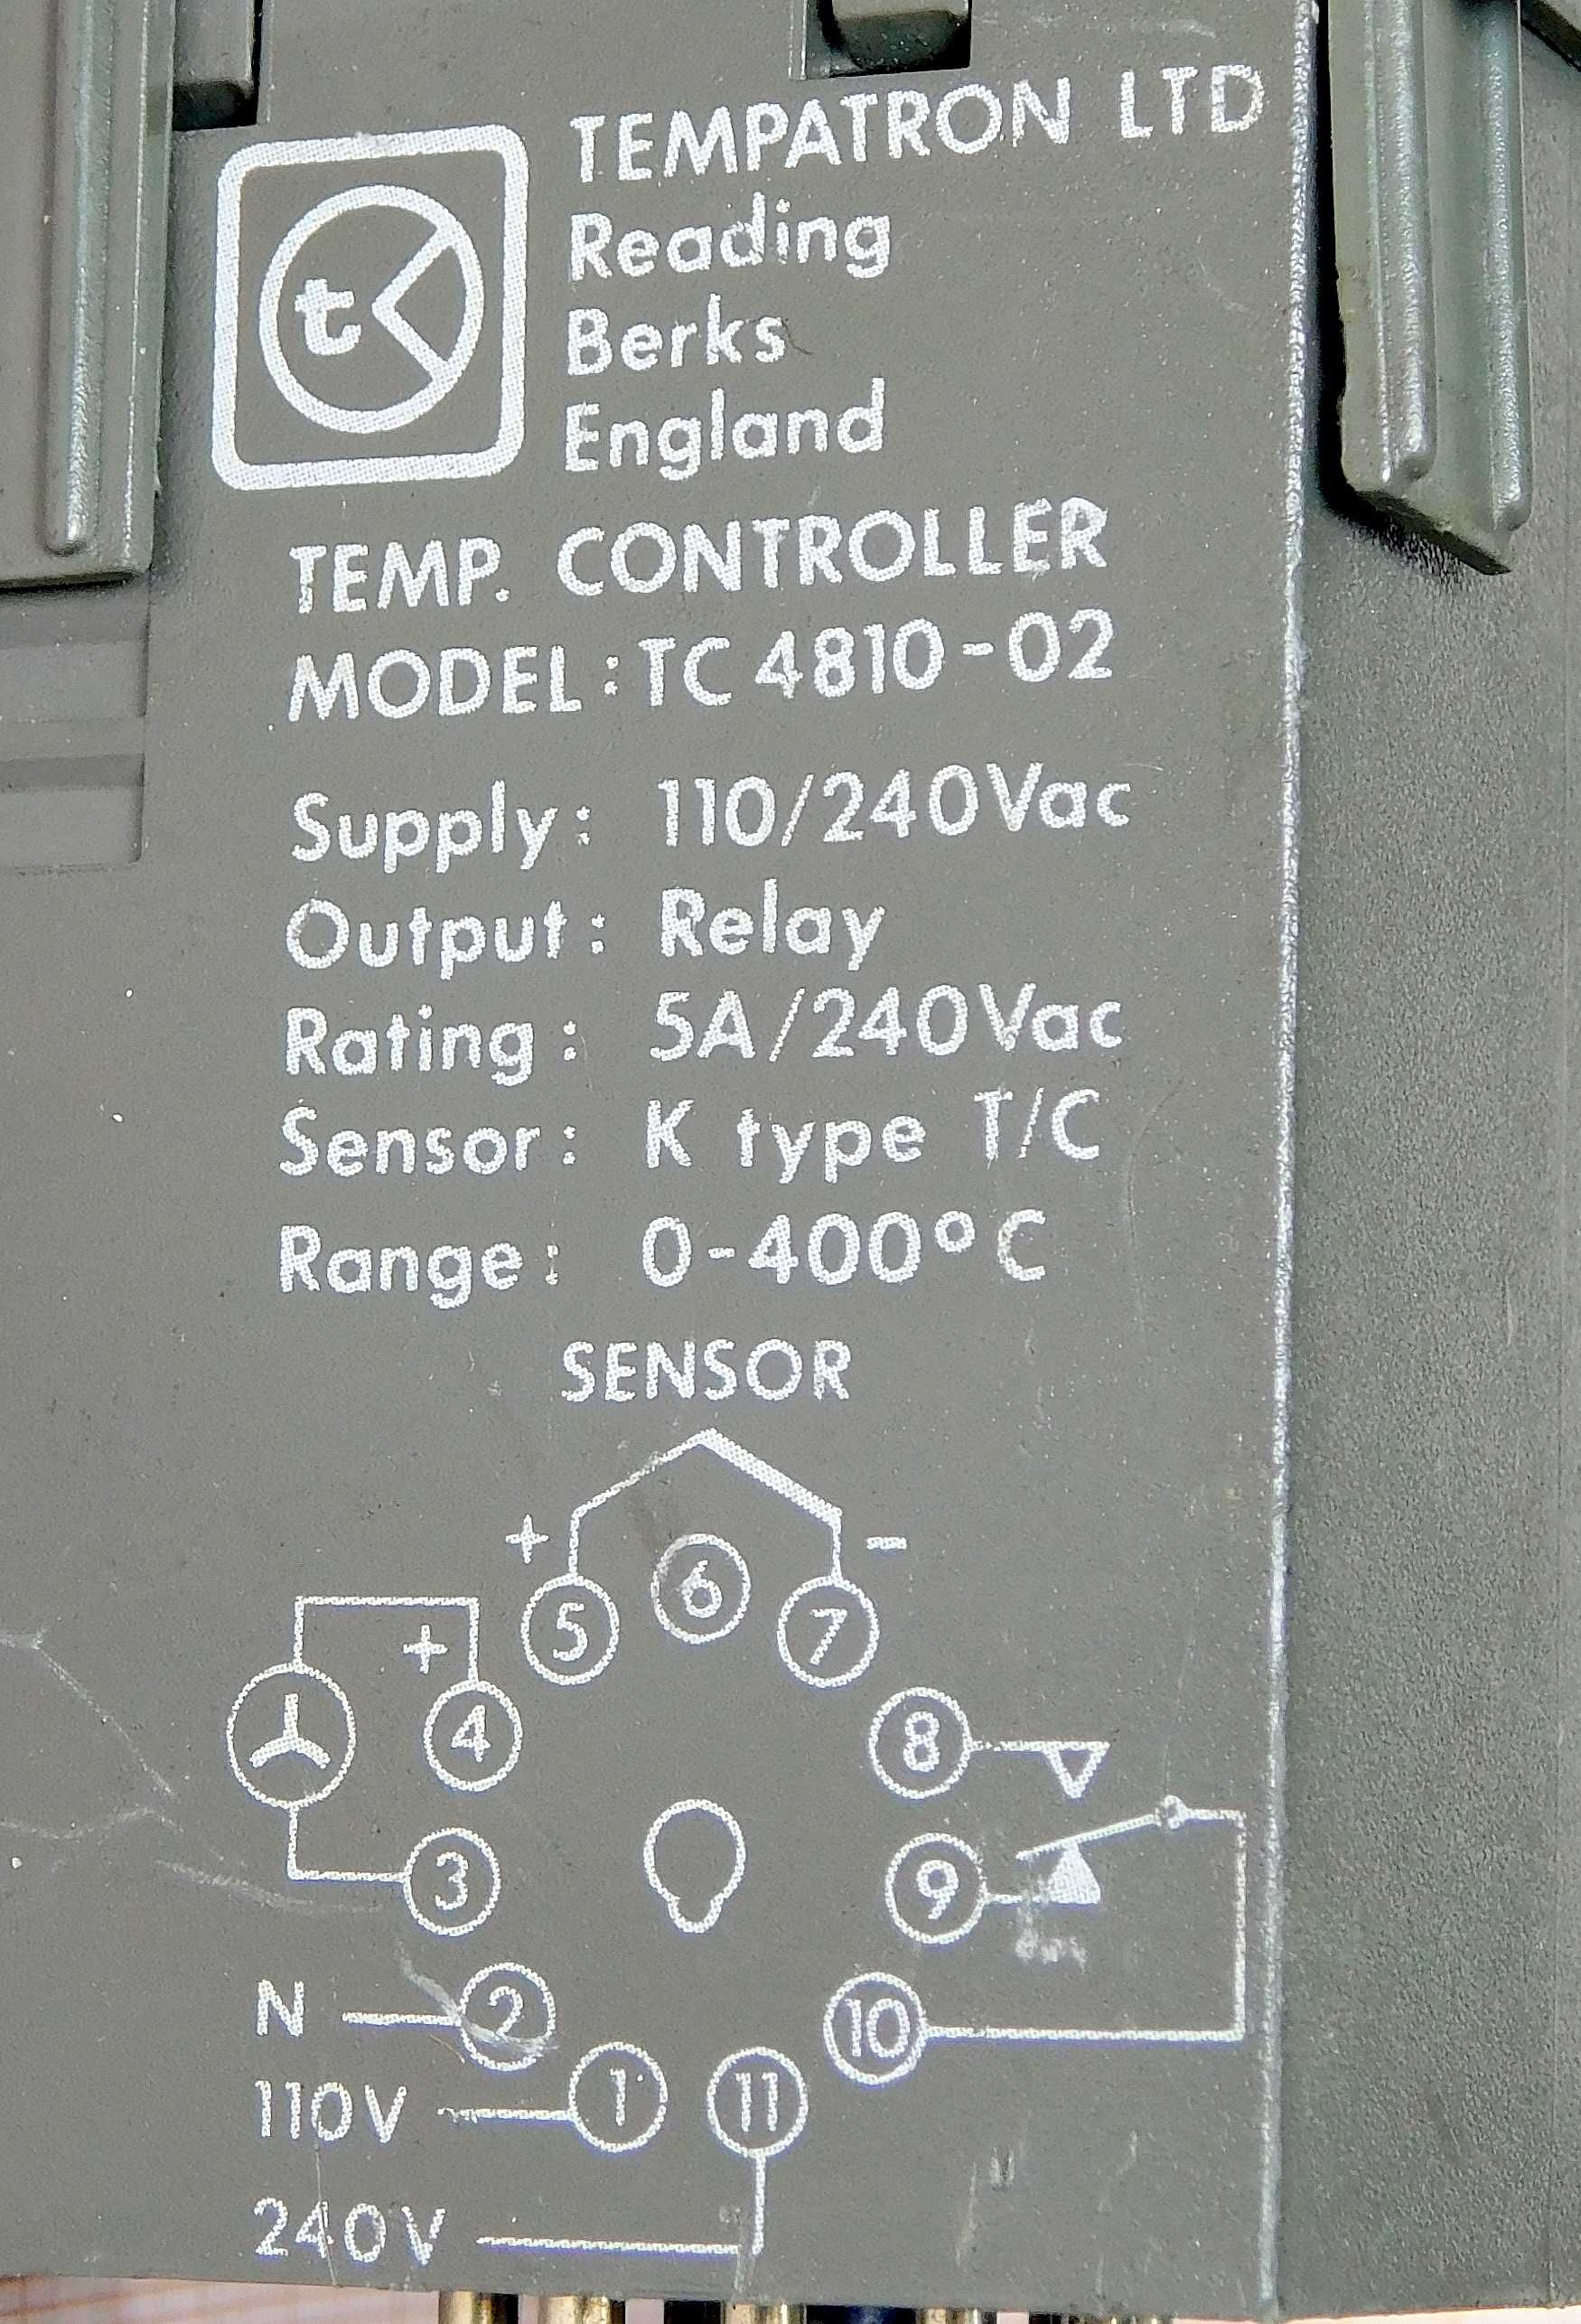 t
TEMPATRON LTD
Reading
Berks
England
TEMP. CONTROLLER
MODEL: TC 4810-02
Supply: 110/240Vac
Output: Relay
Rating: 5A/240Vac
Sensor: K type T/C
Range: 0-400°C
SENSOR
+ -
5 6 7
+
4 8
3 9
N 2 10
110V 1 11
240V